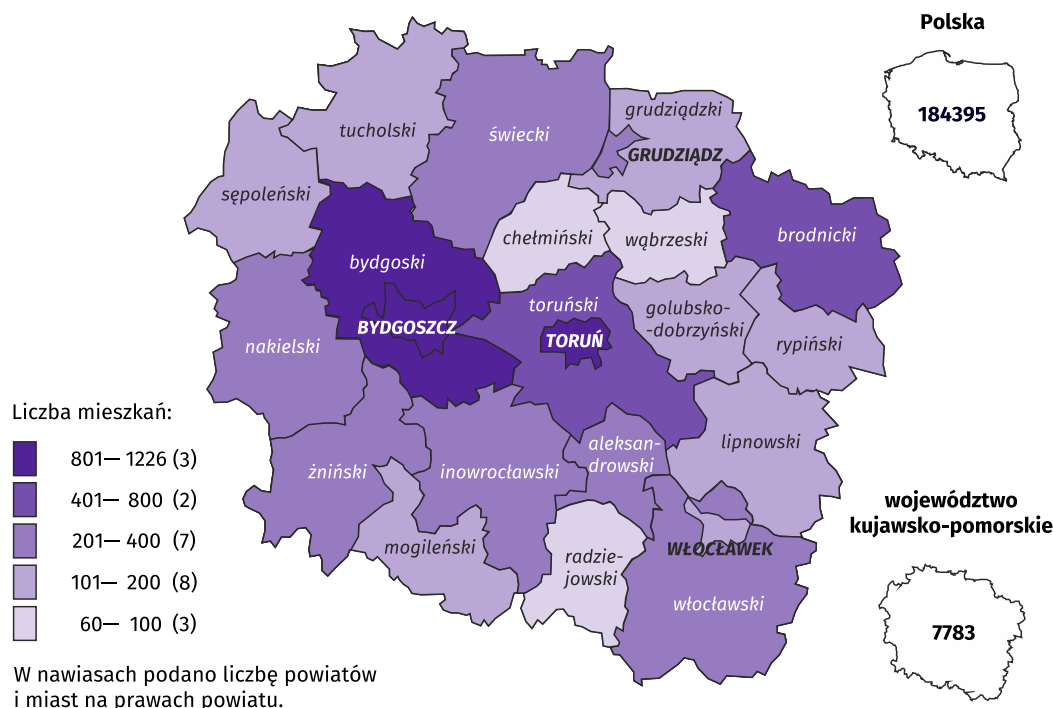 Polska
184395
tucholski
świecki
grudziądzki
GRUDZIĄDZ
sępoleński
chełmiński
wąbrzeski
brodnicki
bydgoski
BYDGOSZCZ
toruński
TORUŃ
golubsko-
-dobrzyński
rypiński
nakielski
lipnowski
żniński
inowrocławski
aleksan-
drowski
mogileński
radzie-
jowski
WŁOCŁAWEK
włocławski
Liczba mieszkań:
801— 1226 (3)
401— 800 (2)
201— 400 (7)
101— 200 (8)
60— 100 (3)
W nawiasach podano liczbę powiatów
i miast na prawach powiatu.
województwo
kujawsko-pomorskie
7783